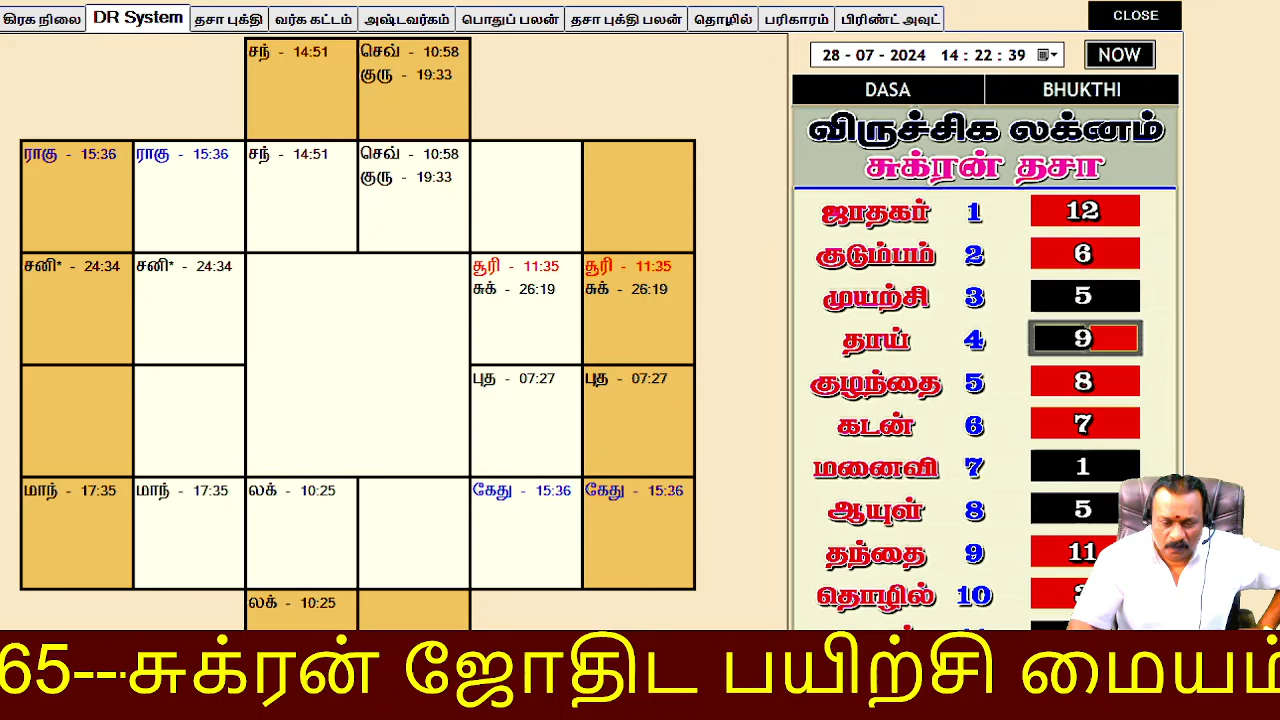 கிரக நிலை DR System தசா புக்தி வர்க கட்டம் அஷ்டவர்கம் பொதுப் பலன் தசா புக்தி பலன் தொழில் பரிகாரம் பிரிண்ட் அவுட் CLOSE
சந் - 14:51 செவ் - 10:58
குரு - 19:33
28 - 07 - 2024 14 : 22 : 39 NOW
DASA BHUKTHI
ராகு - 15:36 ராகு - 15:36 சந் - 14:51 செவ் - 10:58
குரு - 19:33
சனி* - 24:34 சனி* - 24:34 சூரி - 11:35 சூரி - 11:35
சுக் - 26:19 சுக் - 26:19
புத - 07:27 புத - 07:27
மாந் - 17:35 மாந் - 17:35 லக் - 10:25 கேது - 15:36 கேது - 15:36
லக் - 10:25
விருச்சிக லக்னம்
சுக்ரன் தசா
ஜாதகர் 1 12
குடும்பம் 2 6
முயற்சி 3 5
தாய் 4 9
குழந்தை 5 8
கடன் 6 7
மனைவி 7 1
ஆயுள் 8 5
தந்தை 9 11
தொழில் 10
65---சுக்ரன் ஜோதிட பயிற்சி மையம்